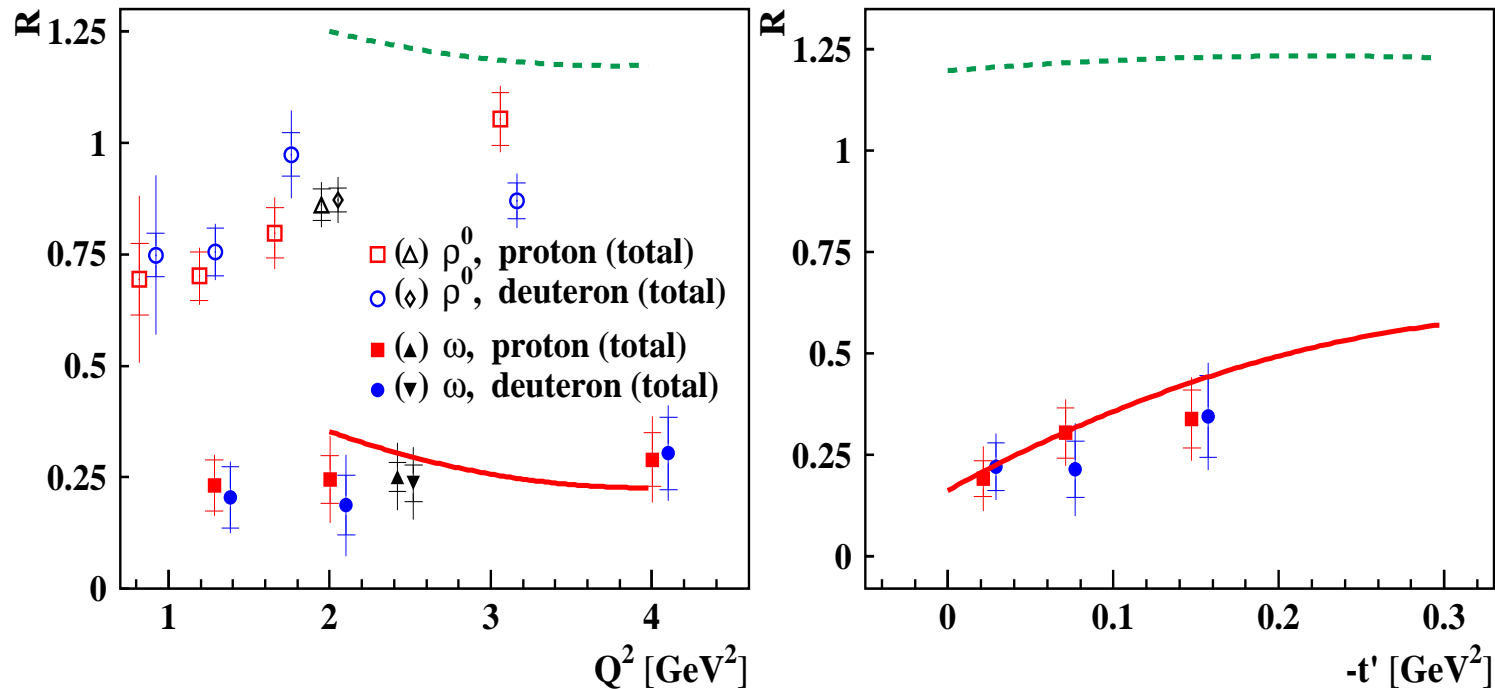 R
1.25
1
0.75
0.5
0.25
0
1 2 3 4
Q² [GeV²]
(△) ρ⁰, proton (total)
(◇) ρ⁰, deuteron (total)
(▲) ω, proton (total)
(▼) ω, deuteron (total)
R
1.25
1
0.75
0.5
0.25
0
0 0.1 0.2 0.3
-t' [GeV²]